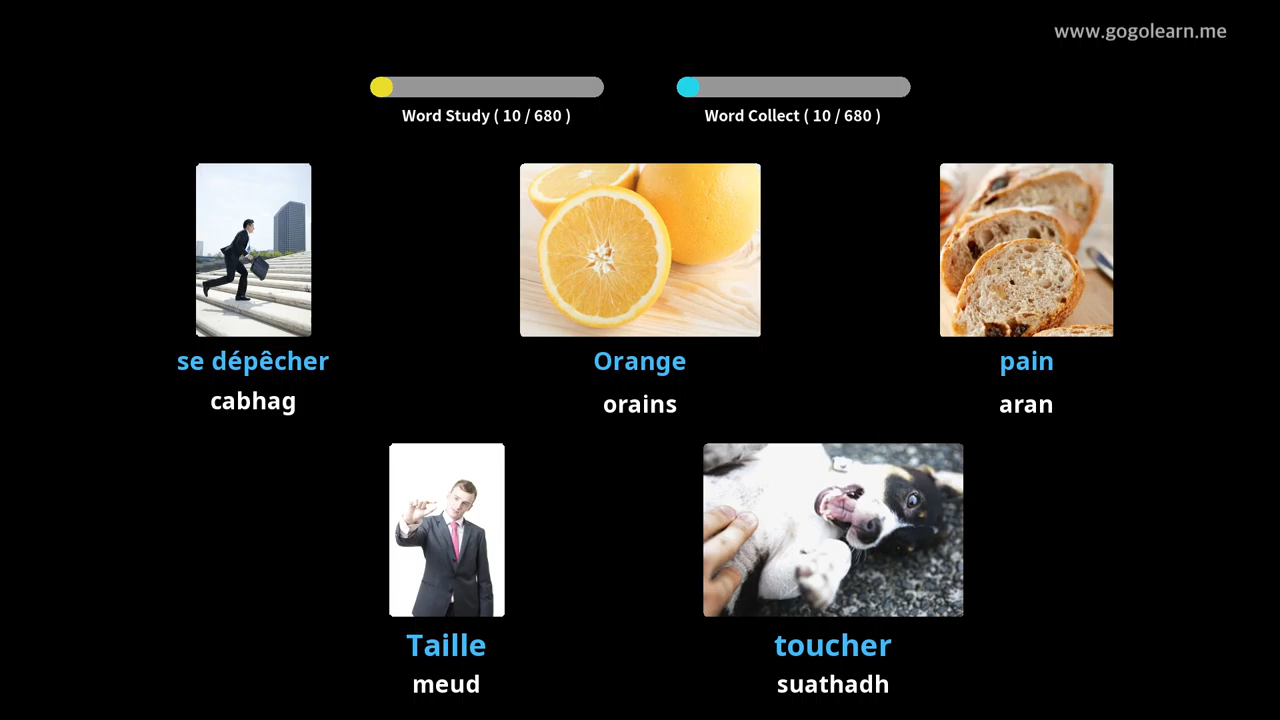 www.gogolearn.me
Word Study ( 10 / 680 )
Word Collect ( 10 / 680 )
se dépêcher
cabhag
Orange
orains
pain
aran
Taille
meud
toucher
suathadh